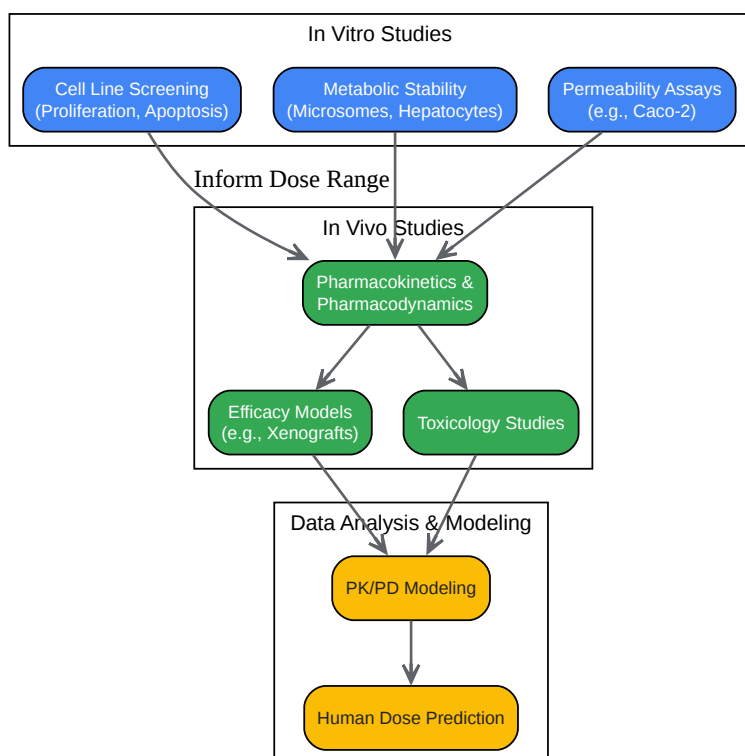 In Vitro Studies
Cell Line Screening
(Proliferation, Apoptosis)
Metabolic Stability
(Microsomes, Hepatocytes)
Permeability Assays
(e.g., Caco-2)
Inform Dose Range
In Vivo Studies
Pharmacokinetics &
Pharmacodynamics
Efficacy Models
(e.g., Xenografts)
Toxicology Studies
Data Analysis & Modeling
PK/PD Modeling
Human Dose Prediction